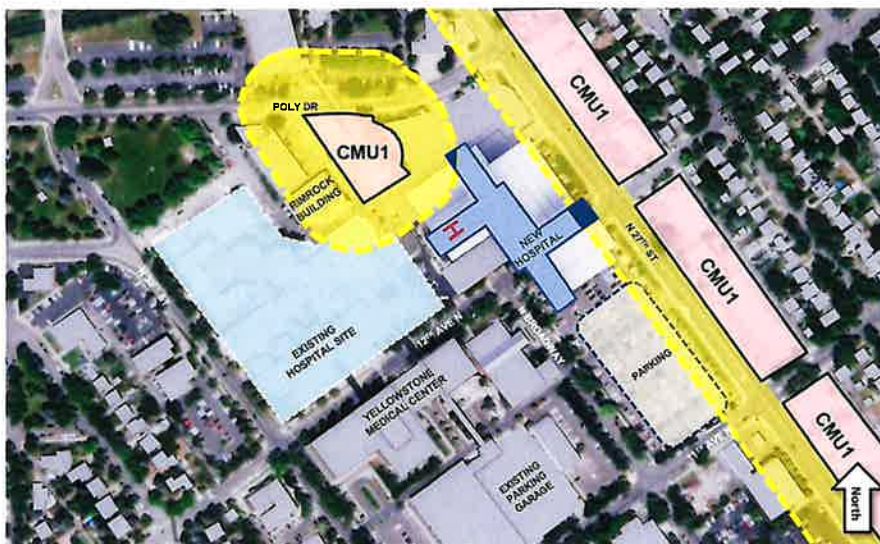 CMU1
POLY DR
CMU1
RIMROCK
BUILDING
H
NEW
HOSPITAL
N 27TH ST
CMU1
EXISTING
HOSPITAL SITE
12TH AVE N
PARKING
YELLOWSTONE
MEDICAL CENTER
CMU1
EXISTING
PARKING
GARAGE
North